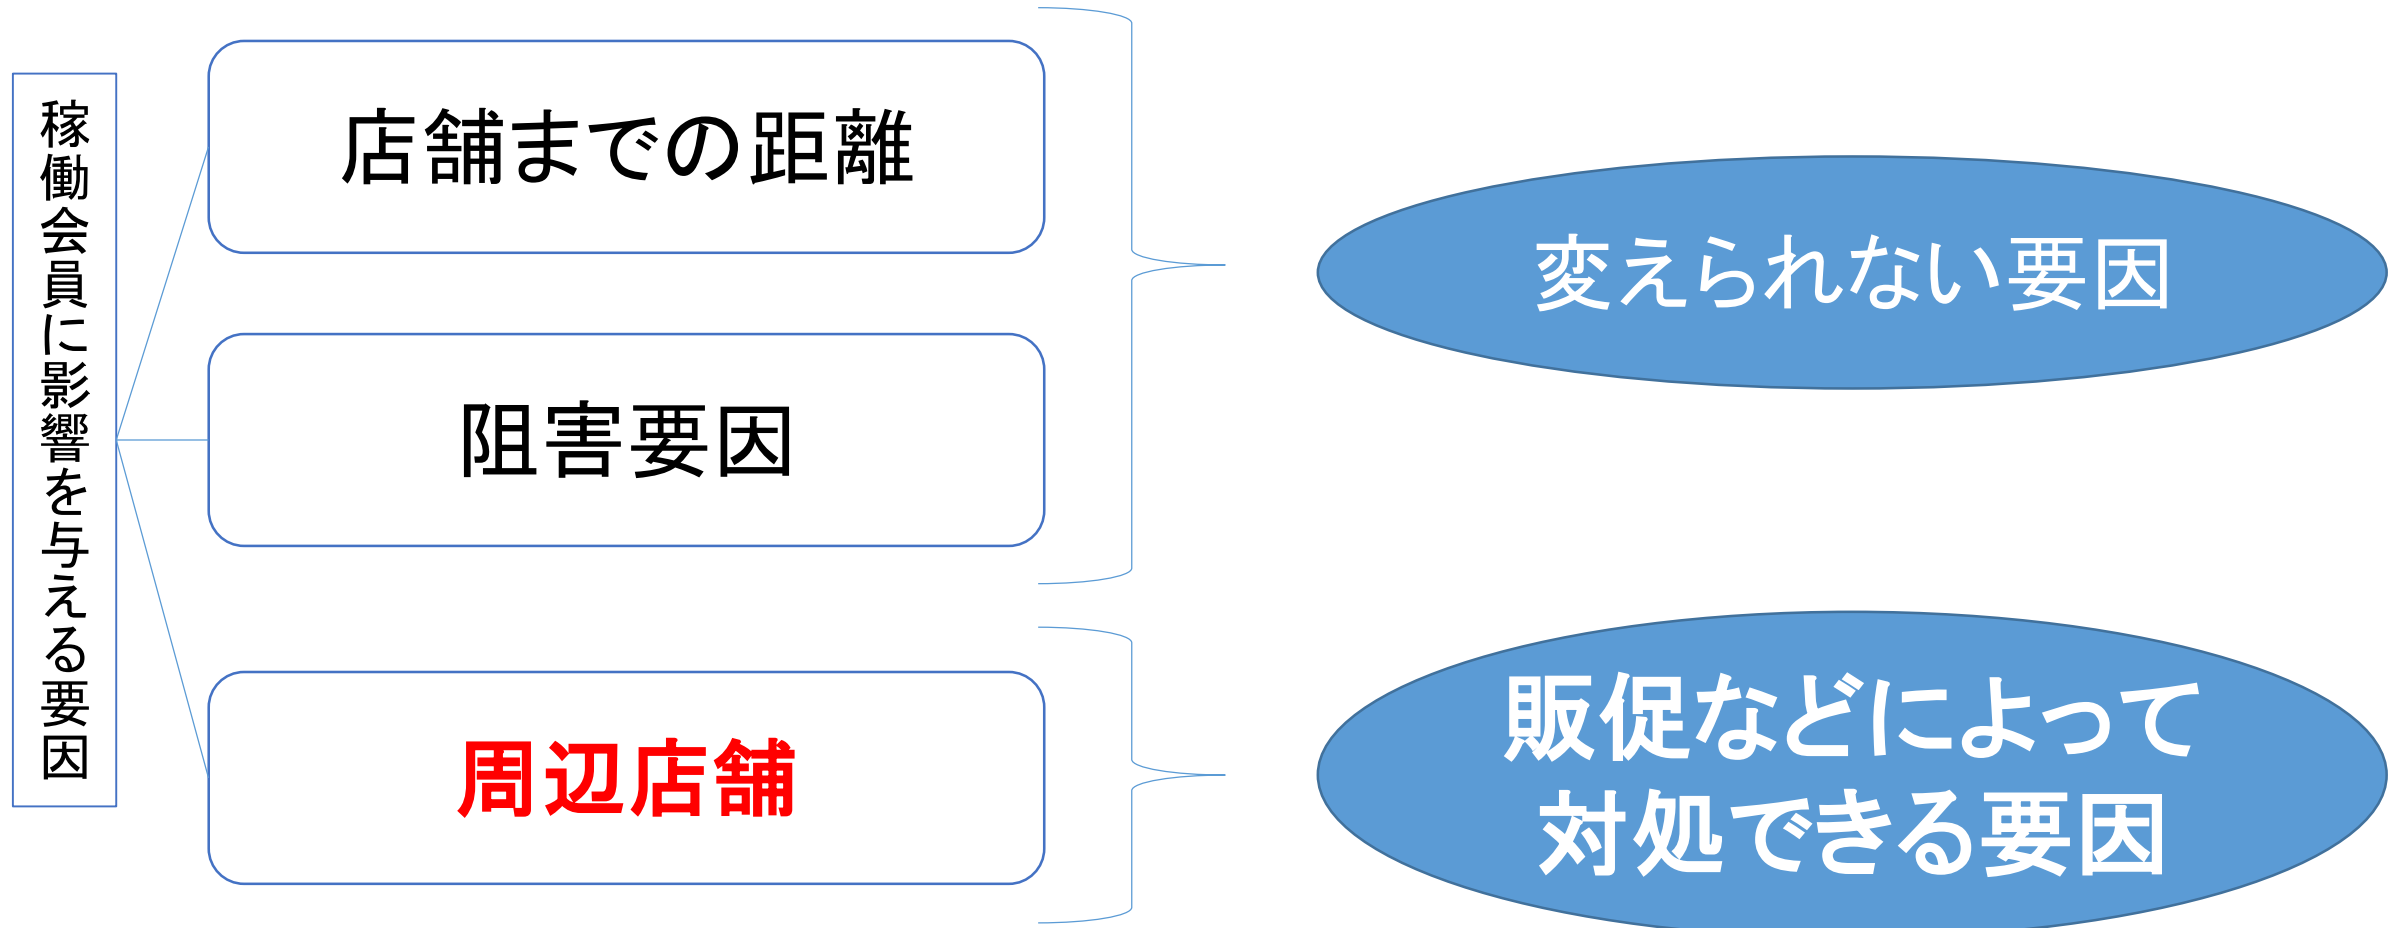 稼働会員に影響を与える要因
店舗までの距離
阻害要因
周辺店舗
変えられない要因
販促などによって
対処できる要因